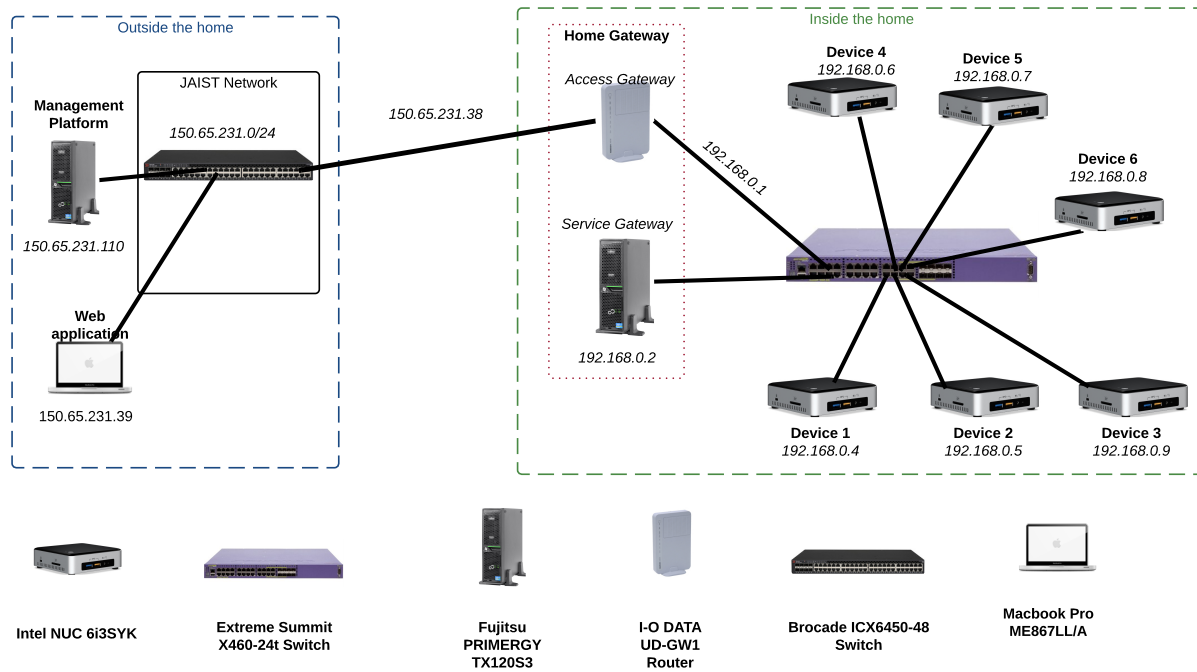 Outside the home
JAIST Network
Management
Platform
150.65.231.0/24
150.65.231.110
Web
application
150.65.231.39
150.65.231.38
Inside the home
Home Gateway
Access Gateway
192.168.0.1
Service Gateway
192.168.0.2
Device 4
192.168.0.6
Device 5
192.168.0.7
Device 6
192.168.0.8
Device 1
192.168.0.4
Device 2
192.168.0.5
Device 3
192.168.0.9
Intel NUC 6i3SYK
Extreme Summit
X460-24t Switch
Fujitsu
PRIMERGY
TX120S3
I-O DATA
UD-GW1
Router
Brocade ICX6450-48
Switch
Macbook Pro
ME867LL/A